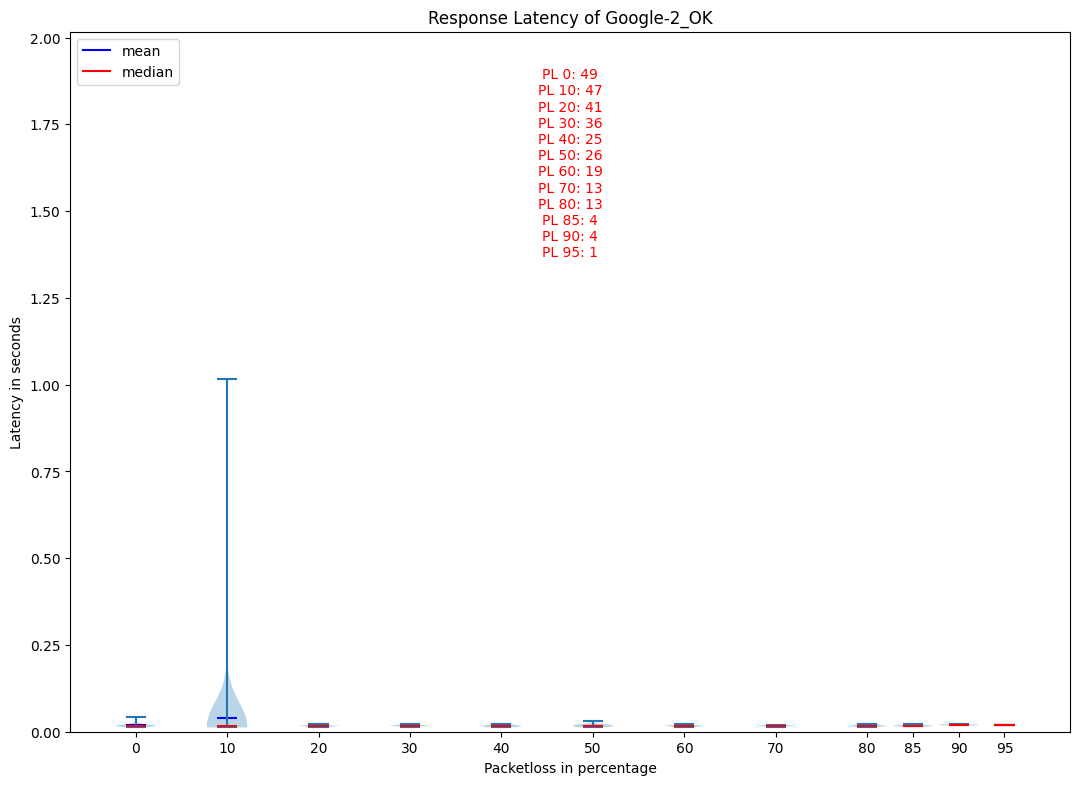 Response Latency of Google-2_OK
mean
median
PL 0: 49
PL 10: 47
PL 20: 41
PL 30: 36
PL 40: 25
PL 50: 26
PL 60: 19
PL 70: 13
PL 80: 13
PL 85: 4
PL 90: 4
PL 95: 1
Latency in seconds
2.00
1.75
1.50
1.25
1.00
0.75
0.50
0.25
0.00
0 10 20 30 40 50 60 70 80 85 90 95
Packetloss in percentage